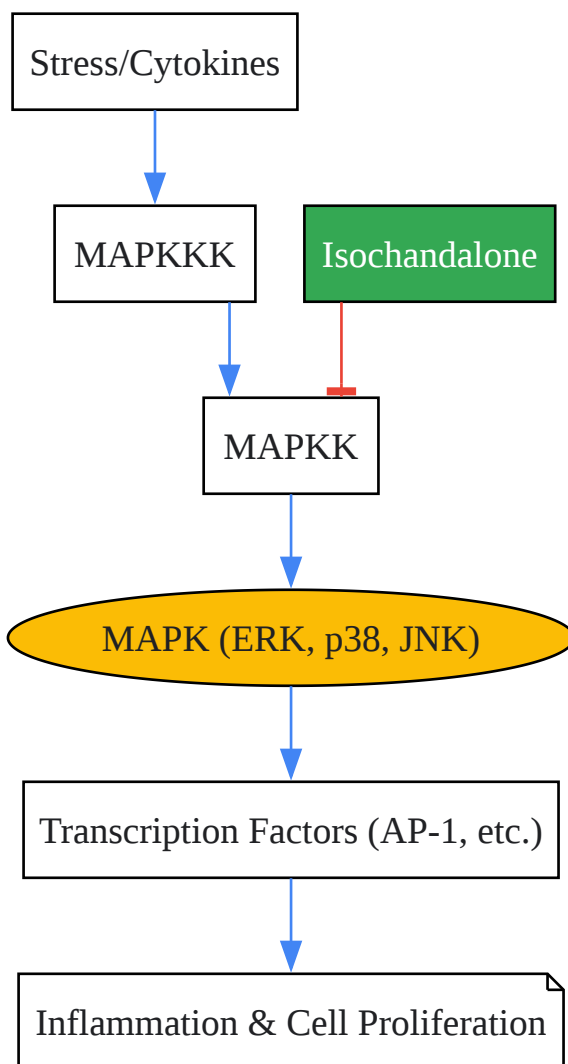 Stress/Cytokines
MAPKKK
Isochandalone
MAPKK
MAPK (ERK, p38, JNK)
Transcription Factors (AP-1, etc.)
Inflammation & Cell Proliferation